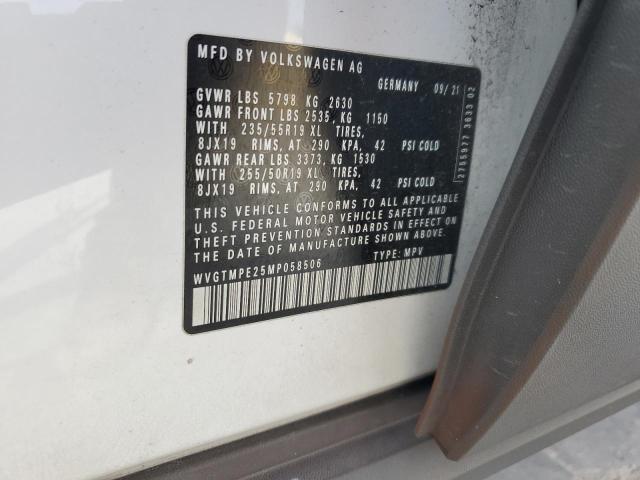 MFD BY VOLKSWAGEN AG
GERMANY 09/21
GVWR LBS 5798 KG 2630
GAWR FRONT LBS 2535, KG 1150
WITH 235/55R19 XL TIRES,
8JX19 RIMS, AT 290 KPA, 42 PSI COLD
GAWR REAR LBS 3373, KG 1530
WITH 255/50R19 XL TIRES,
8JX19 RIMS, AT 290 KPA, 42 PSI COLD
THIS VEHICLE CONFORMS TO ALL APPLICABLE
U.S. FEDERAL MOTOR VEHICLE SAFETY AND
THEFT PREVENTION STANDARDS IN EFFECT
ON THE DATE OF MANUFACTURE SHOWN ABOVE.
WVGTMPE25MP058506 TYPE: MPV
2755977 3633 02